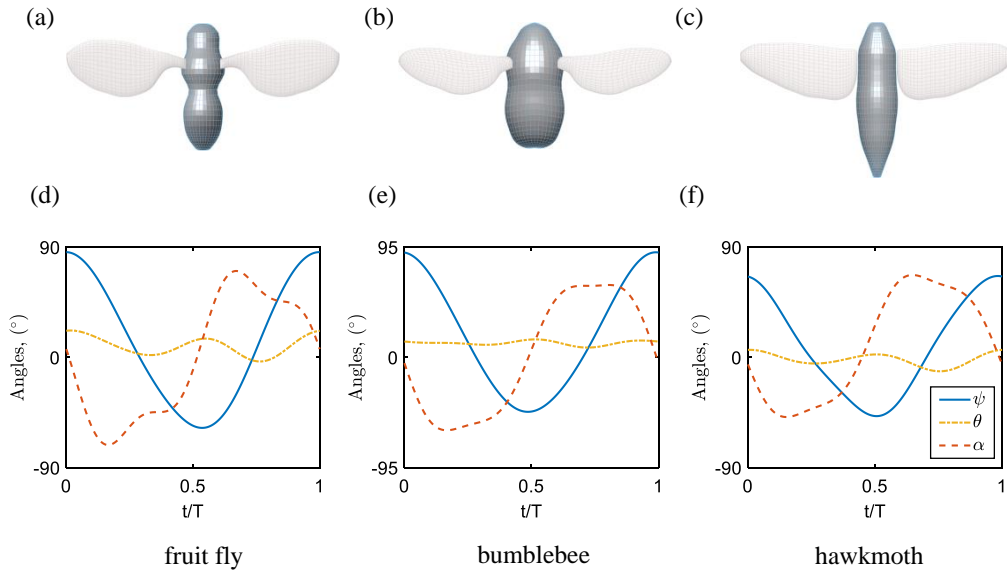 (a)
(b)
(c)
(d)
(e)
(f)
90
0
-90
Angles, (°)
0
0.5
1
t/T
95
0
-95
Angles, (°)
0
0.5
1
t/T
90
0
-90
Angles, (°)
0
0.5
1
t/T
ψ
θ
α
fruit fly
bumblebee
hawkmoth